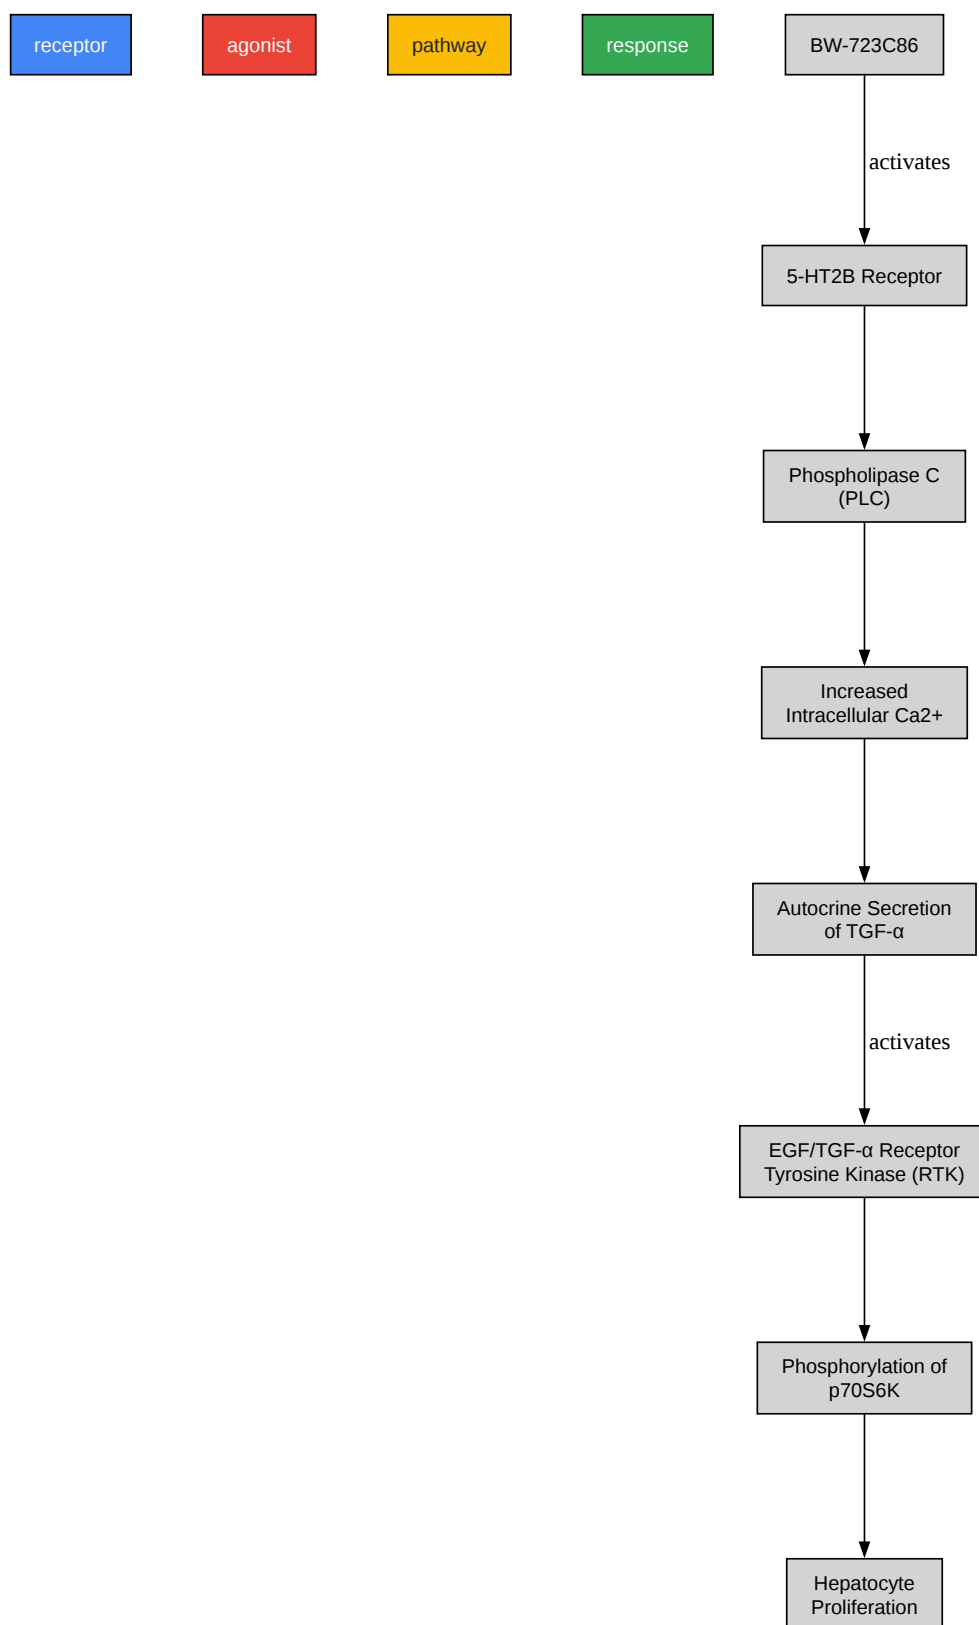 receptor
agonist
pathway
response
BW-723C86
activates
5-HT2B Receptor
Phospholipase C
(PLC)
Increased
Intracellular Ca2+
Autocrine Secretion
of TGF-α
activates
EGF/TGF-α Receptor
Tyrosine Kinase (RTK)
Phosphorylation of
p70S6K
Hepatocyte
Proliferation